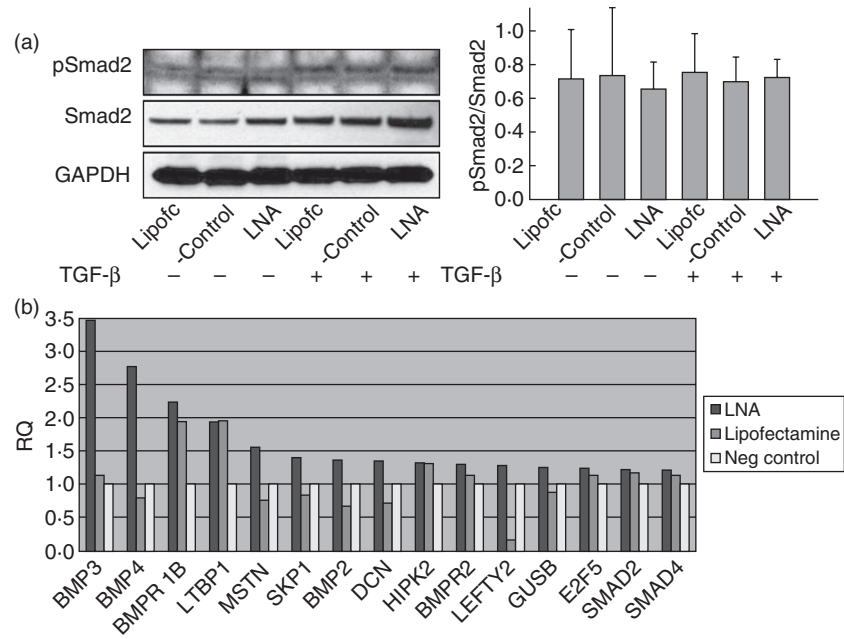 (a)
pSmad2
Smad2
GAPDH
Lipofc
-Control
LNA
Lipofc
-Control
LNA
TGF-β − − − + + +
pSmad2/Smad2
1·0
0·8
0·6
0·4
0·2
0·0
Lipofc
-Control
LNA
Lipofc
-Control
LNA
TGF-β − − − + + +
(b)
RQ
3·5
3·0
2·5
2·0
1·5
1·0
0·5
0·0
BMP3
BMP4
BMPR 1B
LTBP1
MSTN
SKP1
BMP2
DCN
HIPK2
BMPR2
LEFTY2
GUSB
E2F5
SMAD2
SMAD4
LNA
Lipofectamine
Neg control